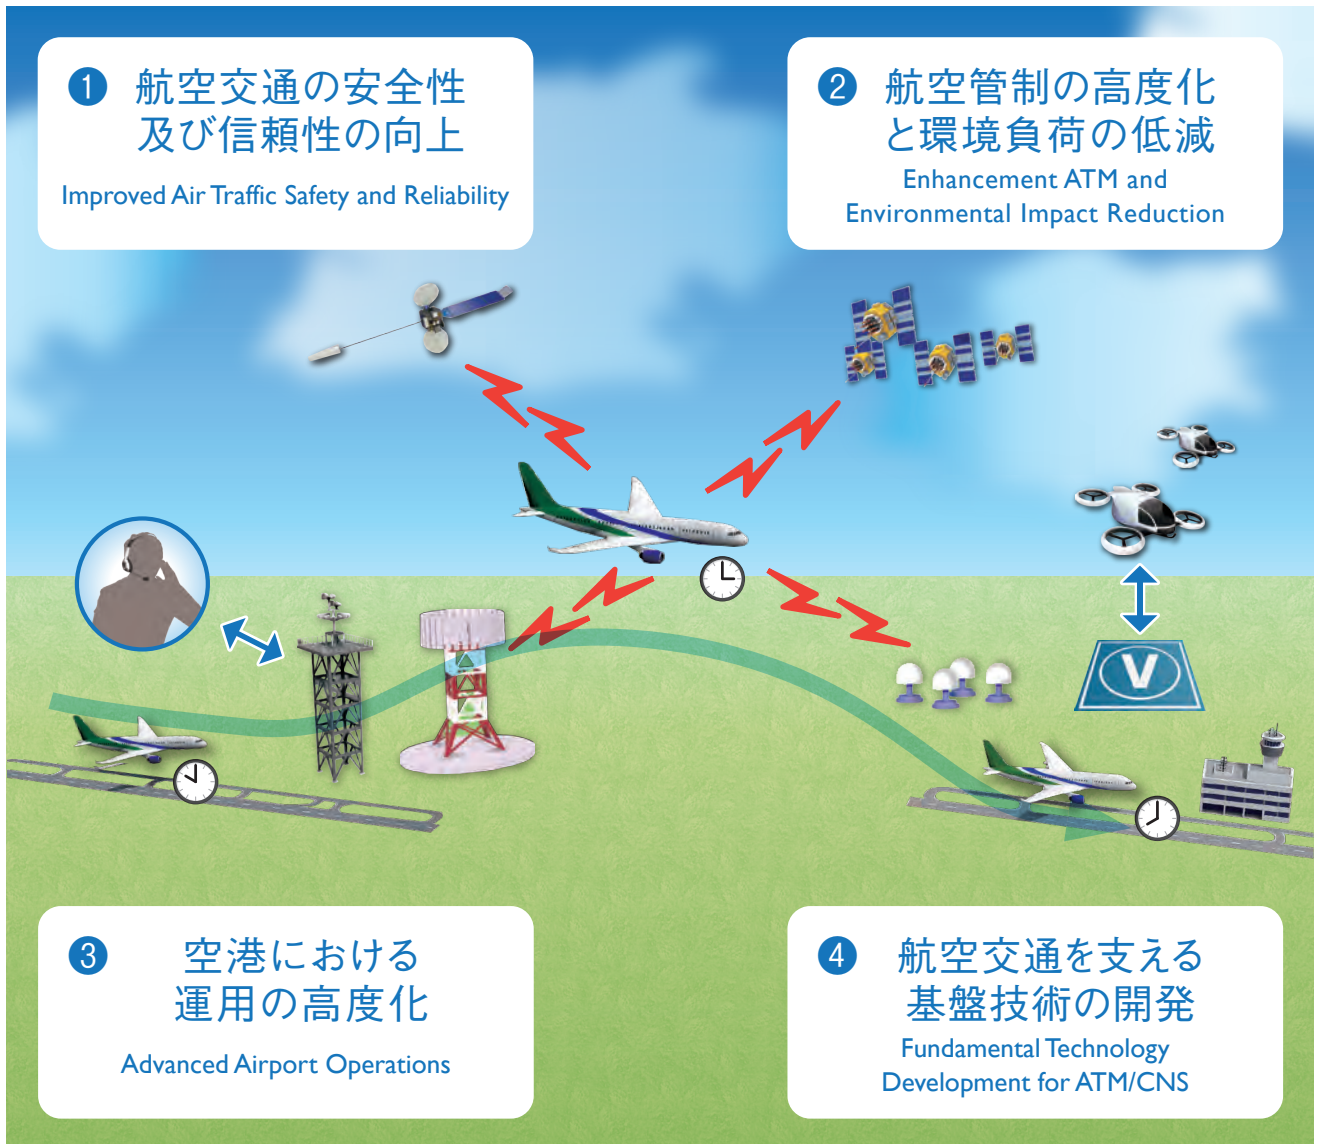 ❶ 航空交通の安全性
及び信頼性の向上
Improved Air Traffic Safety and Reliability
❷ 航空管制の高度化
と環境負荷の低減
Enhancement ATM and
Environmental Impact Reduction
V
❸ 空港における
運用の高度化
Advanced Airport Operations
❹ 航空交通を支える
基盤技術の開発
Fundamental Technology
Development for ATM/CNS